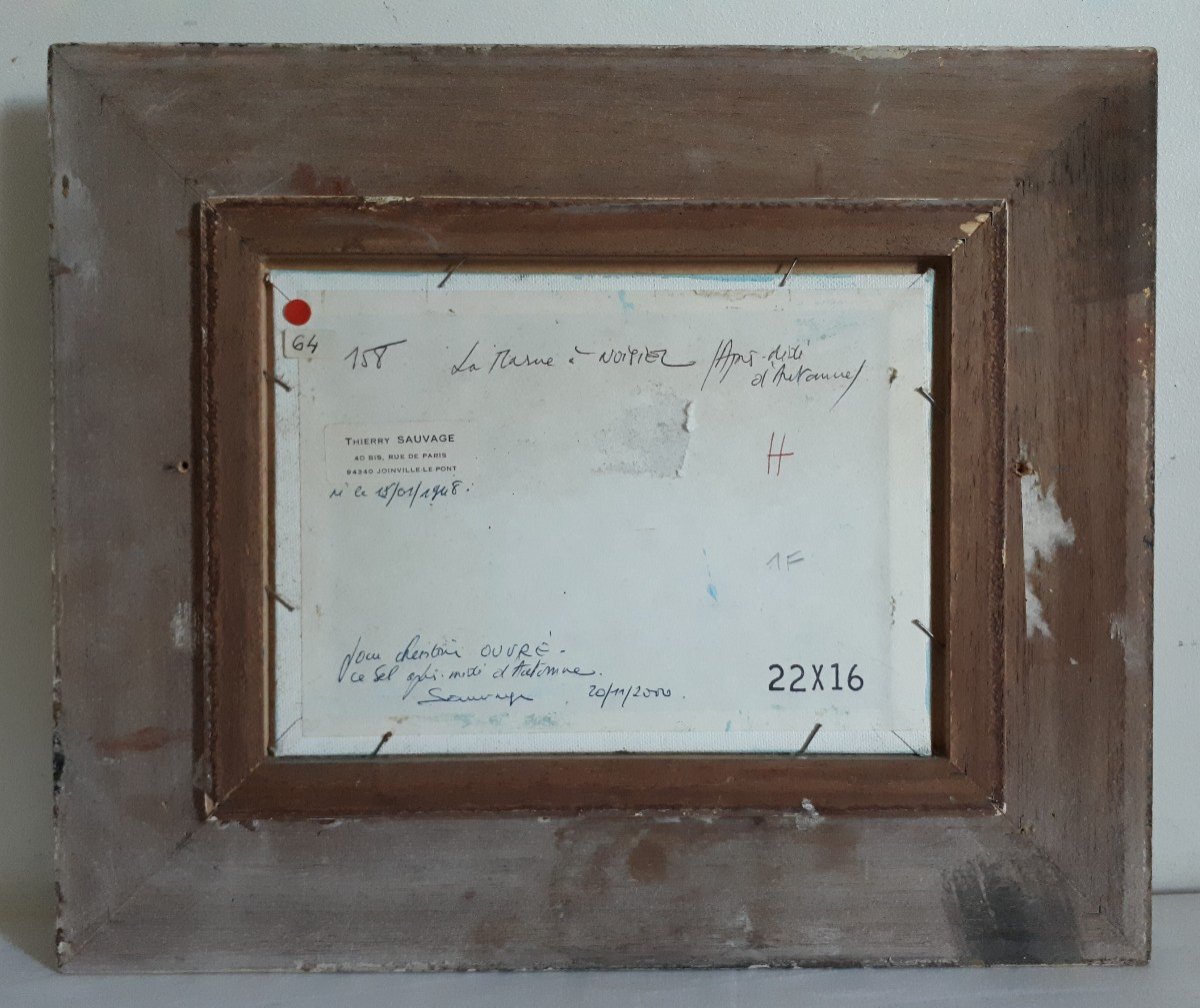 64
158
La Marne à NOISIEL (Après-midi
d'Automne)
THIERRY SAUVAGE
40 BIS, RUE DE PARIS
94340 JOINVILLE-LE-PONT
né le 15/01/1948.
H
1F
Pour OUVRÉ.
ce bel après-midi d'Automne.
Sauvage 20/11/2000.
22X16